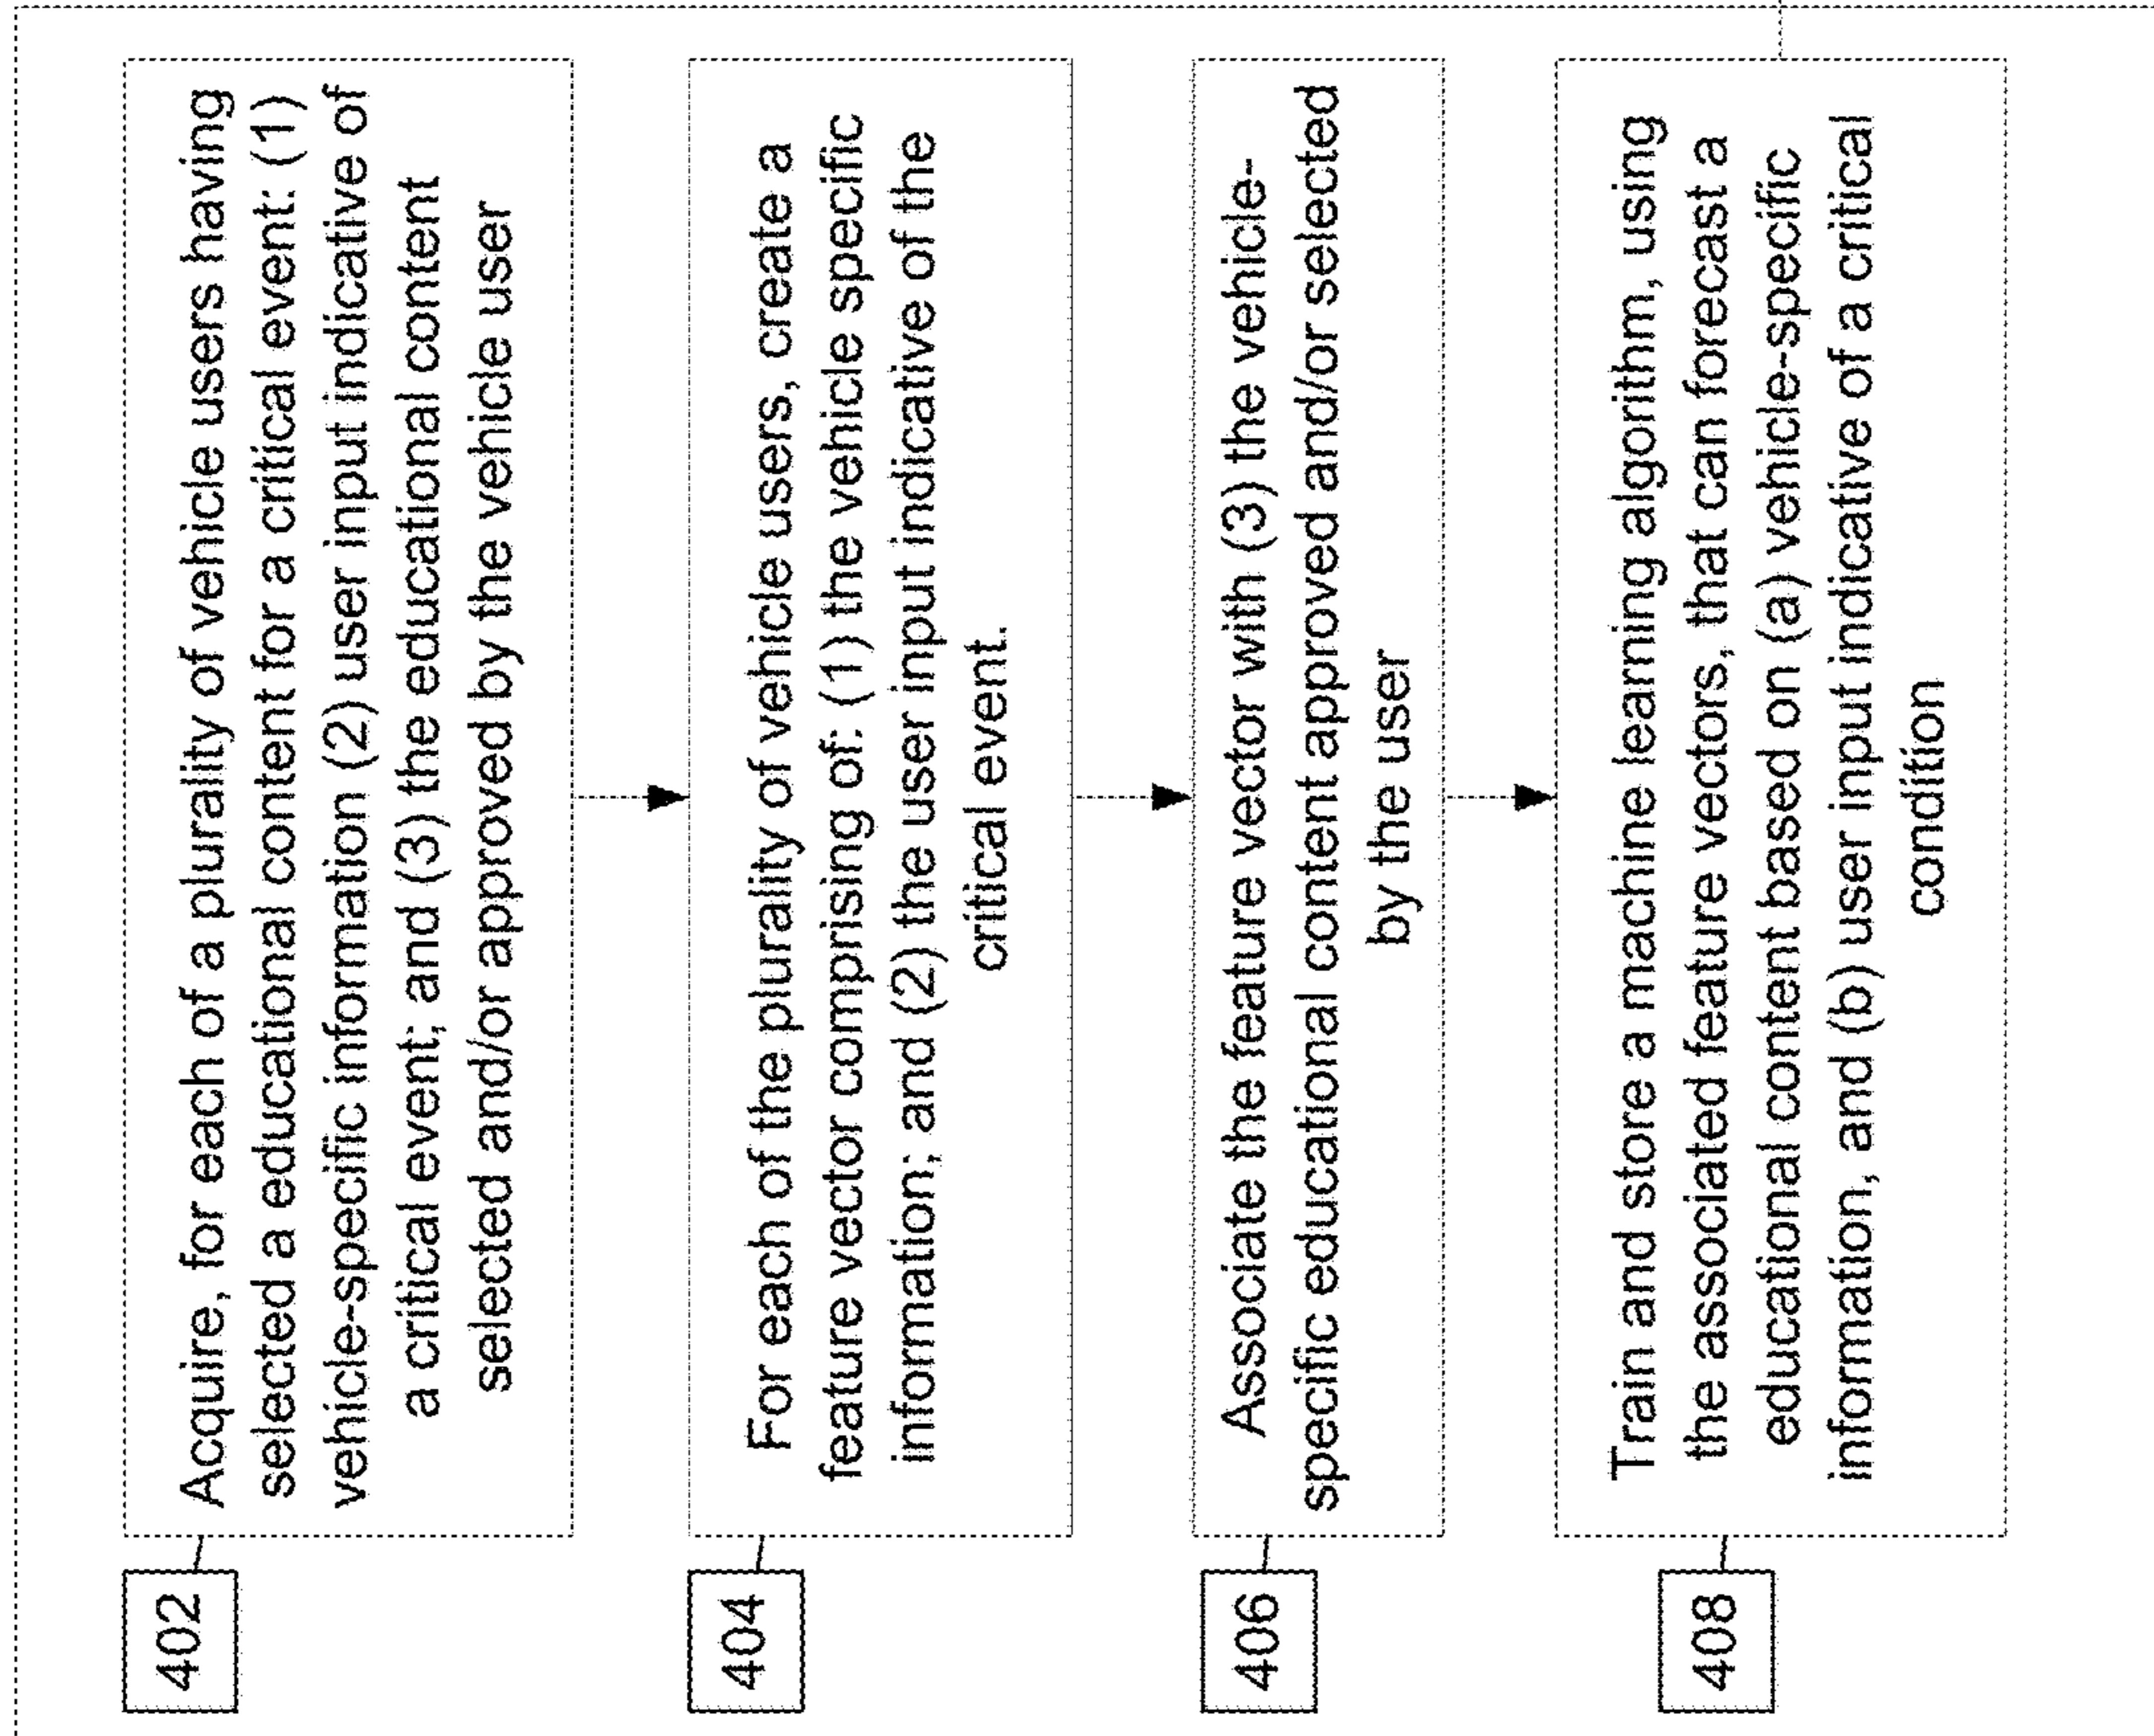 402
Acquire, for each of a plurality of vehicle users having
selected a educational content for a critical event: (1)
vehicle-specific information (2) user input indicative of
a critical event; and (3) the educational content
selected and/or approved by the vehicle user
404
For each of the plurality of vehicle users, create a
feature vector comprising of: (1) the vehicle specific
information; and (2) the user input indicative of the
critical event.
406
Associate the feature vector with (3) the vehicle-
specific educational content approved and/or selected
by the user
408
Train and store a machine learning algorithm, using
the associated feature vectors, that can forecast a
educational content based on (a) vehicle-specific
information, and (b) user input indicative of a critical
condition